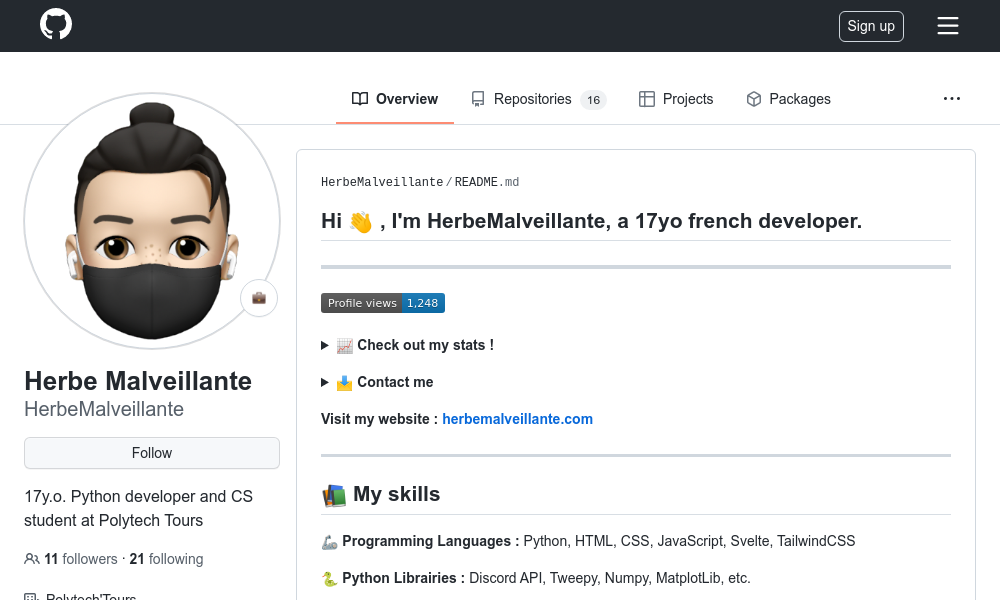 Sign up
Overview
Repositories 16
Projects
Packages
HerbeMalveillante/README.md
Hi 👋 , I'm HerbeMalveillante, a 17yo french developer.
Profile views 1,248
📈 Check out my stats !
📩 Contact me
Visit my website : herbemalveillante.com
📚 My skills
🦾 Programming Languages : Python, HTML, CSS, JavaScript, Svelte, TailwindCSS
🐍 Python Librairies : Discord API, Tweepy, Numpy, MatplotLib, etc.
Herbe Malveillante
HerbeMalveillante
Follow
17y.o. Python developer and CS
student at Polytech Tours
11 followers · 21 following
Polytech'Tours